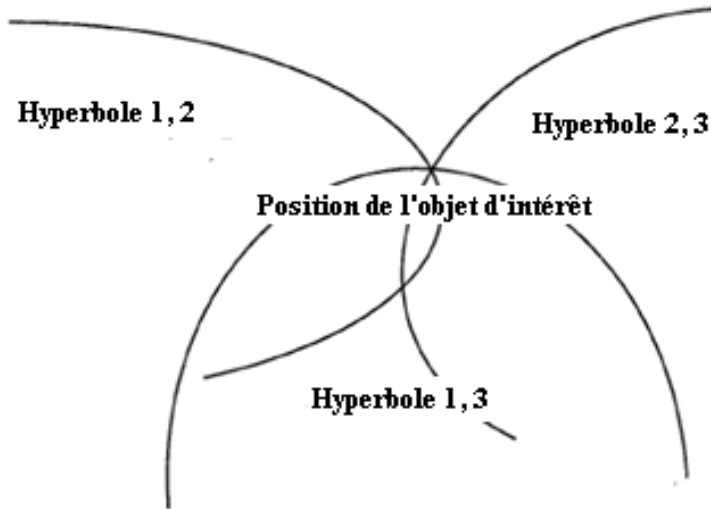 Hyperbole 1, 2
Hyperbole 2, 3
Position de l'objet d'intérêt
Hyperbole 1, 3